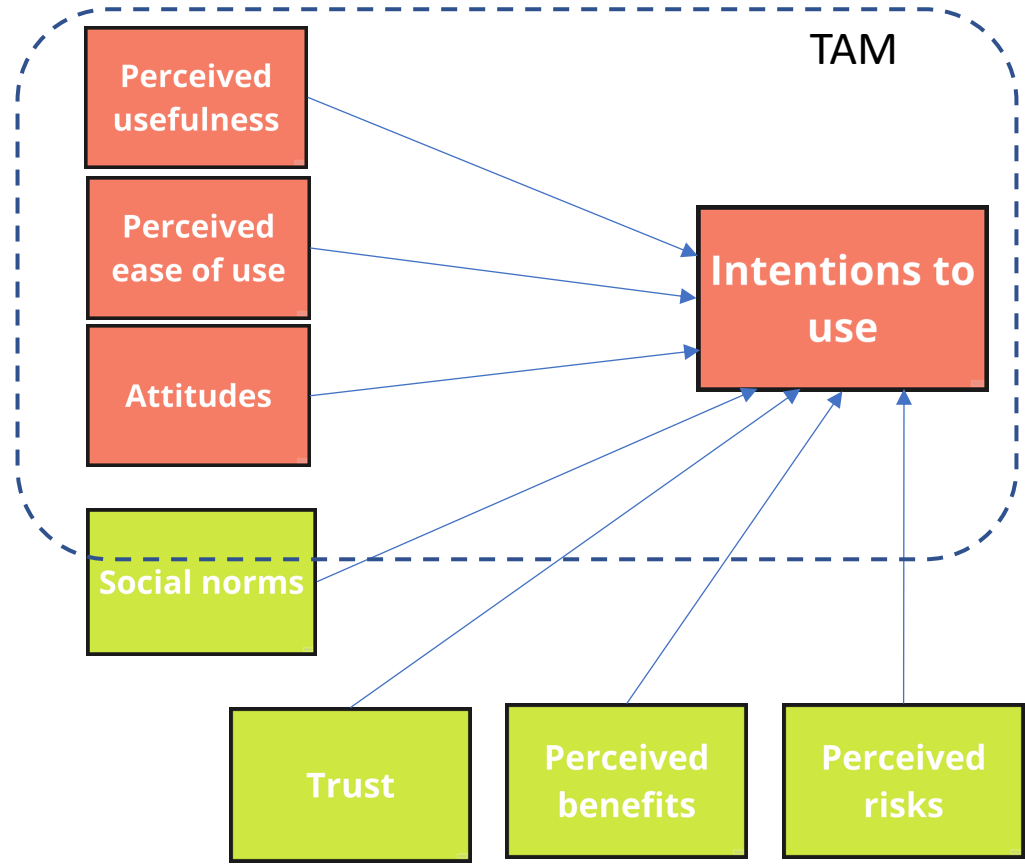 TAM
Perceived
usefulness
Perceived
ease of use
Intentions to
use
Attitudes
Social norms
Trust
Perceived
benefits
Perceived
risks